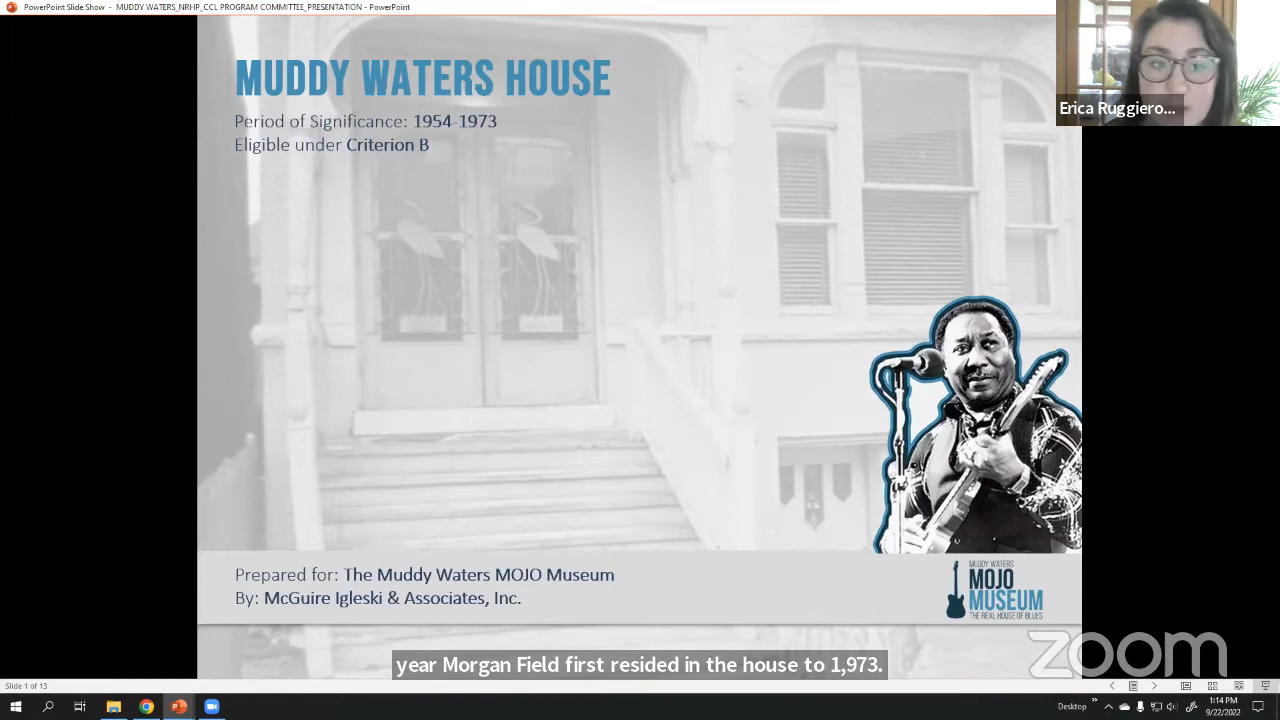 PowerPoint Slide Show - MUDDY WATERS_NRHP_CCL PROGRAM COMMITTEE_PRESENTATION - PowerPoint
MUDDY WATERS HOUSE
Period of Significance: 1954-1973
Eligible under Criterion B
Erica Ruggiero...
Prepared for: The Muddy Waters MOJO Museum
By: McGuire Igleski & Associates, Inc.
MUDDY WATERS
MOJO
MUSEUM
THE REAL HOUSE OF BLUES
year Morgan Field first resided in the house to 1,973.
zoom
Slide 1 of 13
Desktop
1:14 PM
9/22/2022